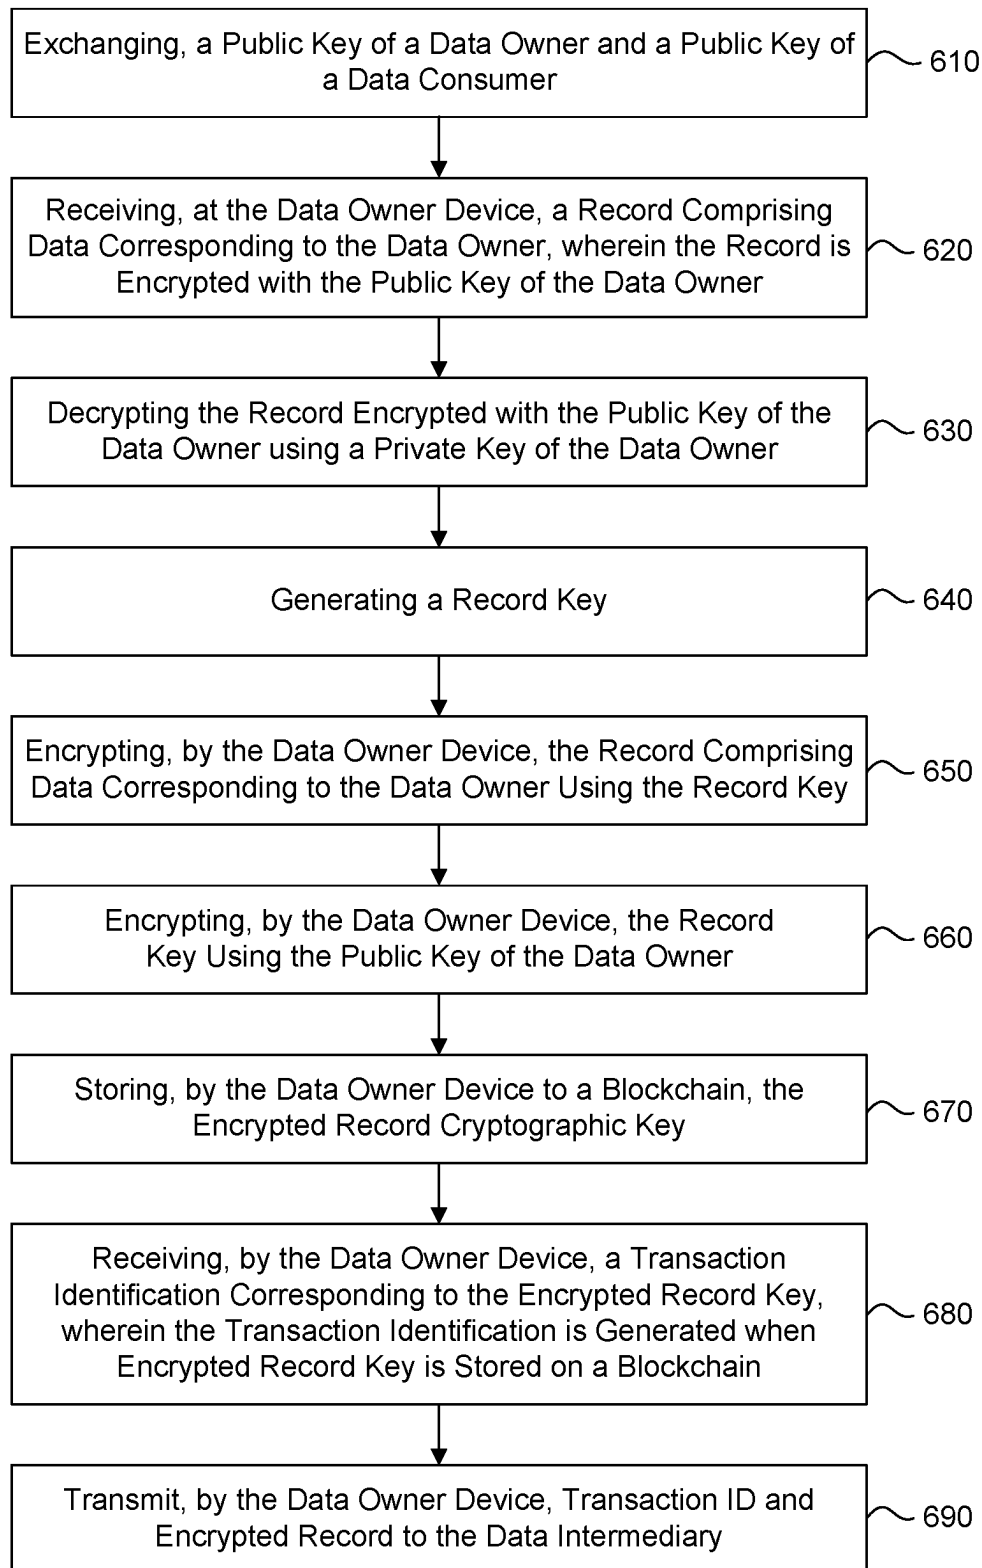 Exchanging, a Public Key of a Data Owner and a Public Key of
a Data Consumer
610
Receiving, at the Data Owner Device, a Record Comprising
Data Corresponding to the Data Owner, wherein the Record is
Encrypted with the Public Key of the Data Owner
620
Decrypting the Record Encrypted with the Public Key of the
Data Owner using a Private Key of the Data Owner
630
Generating a Record Key
640
Encrypting, by the Data Owner Device, the Record Comprising
Data Corresponding to the Data Owner Using the Record Key
650
Encrypting, by the Data Owner Device, the Record
Key Using the Public Key of the Data Owner
660
Storing, by the Data Owner Device to a Blockchain, the
Encrypted Record Cryptographic Key
670
Receiving, by the Data Owner Device, a Transaction
Identification Corresponding to the Encrypted Record Key,
wherein the Transaction Identification is Generated when
Encrypted Record Key is Stored on a Blockchain
680
Transmit, by the Data Owner Device, Transaction ID and
Encrypted Record to the Data Intermediary
690